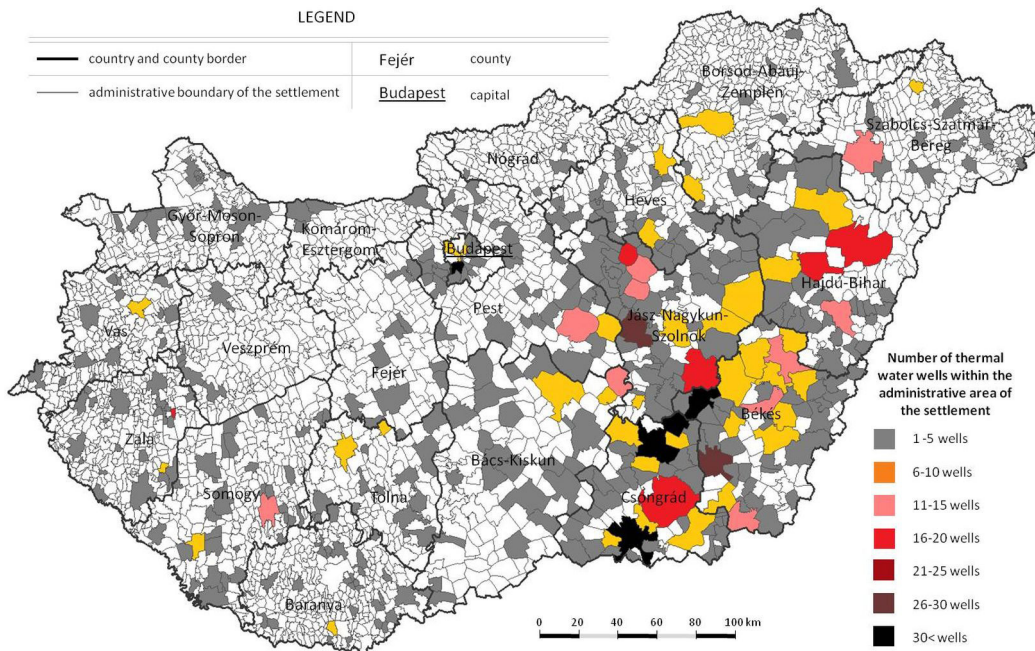 LEGEND
country and county border
Fejér
county
administrative boundary of the settlement
Budapest
capital
Borsod-Abaúj-
Zemplén
Szabolcs-Szatmár-
Bereg
Nógrád
Heves
Győr-Moson-
Sopron
Komárom-
Esztergom
Budapest
Hajdú-Bihar
Pest
Jász-Nagykun-
Szolnok
Vas
Veszprém
Fejér
Békés
Zala
Somogy
Tolna
Bács-Kiskun
Csongrád
Baranya
Number of thermal
water wells within the
administrative area of
the settlement
1-5 wells
6-10 wells
11-15 wells
16-20 wells
21-25 wells
26-30 wells
30< wells
0 20 40 60 80 100 km